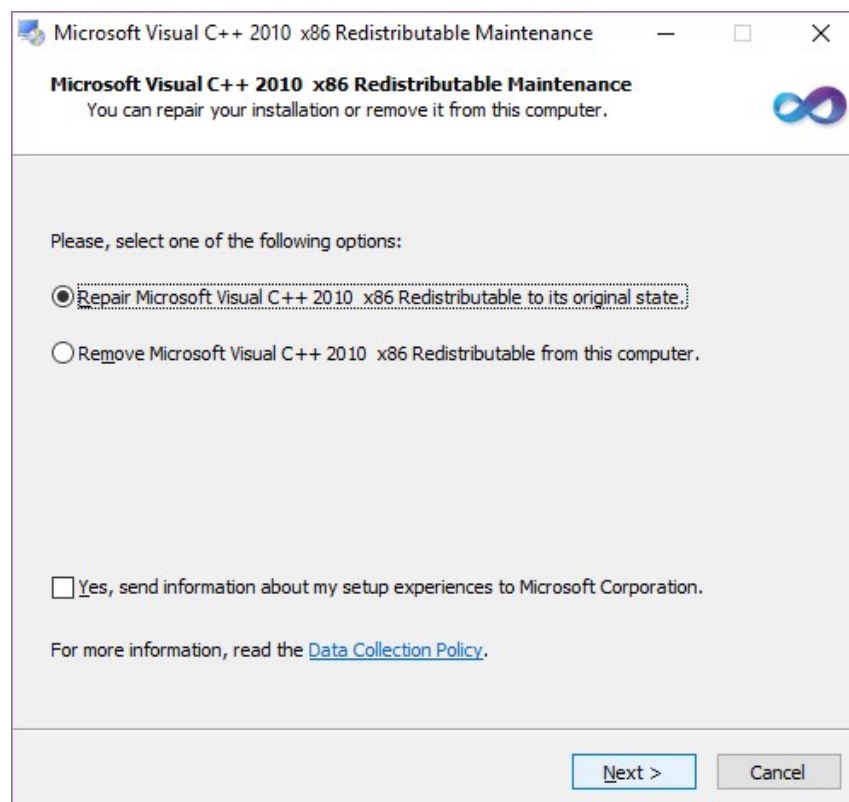 Microsoft Visual C++ 2010  x86 Redistributable Maintenance
Microsoft Visual C++ 2010  x86 Redistributable Maintenance
You can repair your installation or remove it from this computer.
Please, select one of the following options:
Repair Microsoft Visual C++ 2010  x86 Redistributable to its original state.
Remove Microsoft Visual C++ 2010  x86 Redistributable from this computer.
Yes, send information about my setup experiences to Microsoft Corporation.
For more information, read the Data Collection Policy.
Next >
Cancel